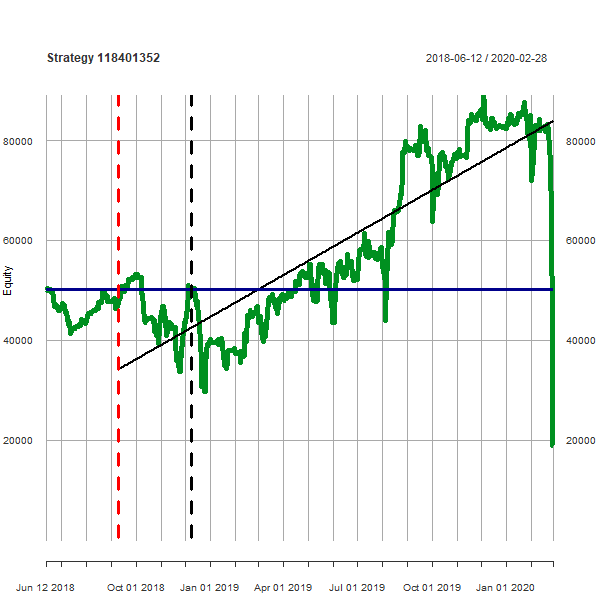 Strategy 118401352
2018-06-12 / 2020-02-28
80000
80000
60000
60000
Equity
40000
40000
20000
20000
Jun 12 2018
Oct 01 2018
Jan 01 2019
Apr 01 2019
Jul 01 2019
Oct 01 2019
Jan 01 2020